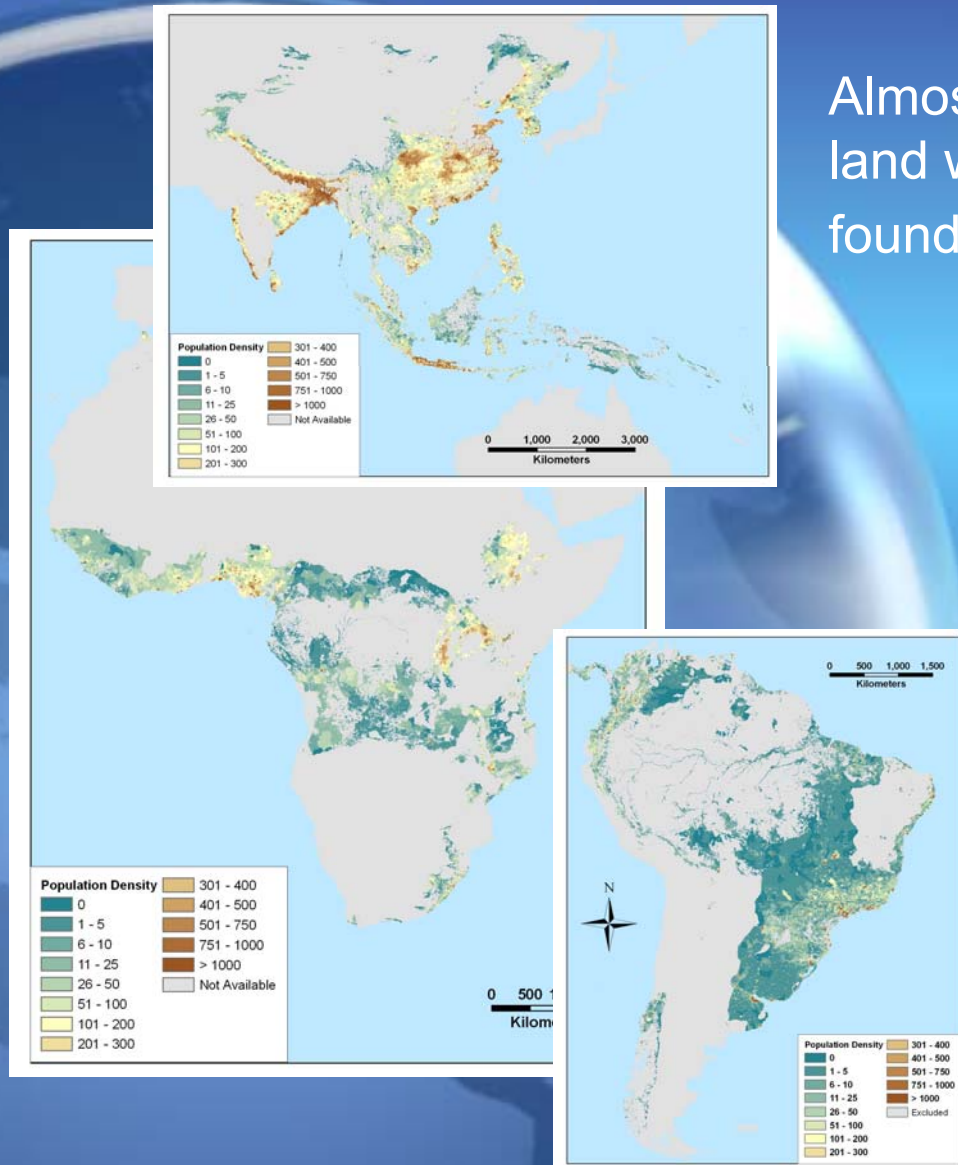 Population Density
0
1 - 5
6 - 10
11 - 25
26 - 50
51 - 100
101 - 200
201 - 300
301 - 400
401 - 500
501 - 750
751 - 1000
> 1000
Not Available
0 1,000 2,000 3,000
Kilometers
land
found
Population Density
0
1 - 5
6 - 10
11 - 25
26 - 50
51 - 100
101 - 200
201 - 300
301 - 400
401 - 500
501 - 750
751 - 1000
> 1000
Not Available
0 500
0 500 1,000 1,500
Kilometers
N
Population Density
0
1 - 5
6 - 10
11 - 25
26 - 50
51 - 100
101 - 200
201 - 300
301 - 400
401 - 500
501 - 750
751 - 1000
> 1000
Excluded